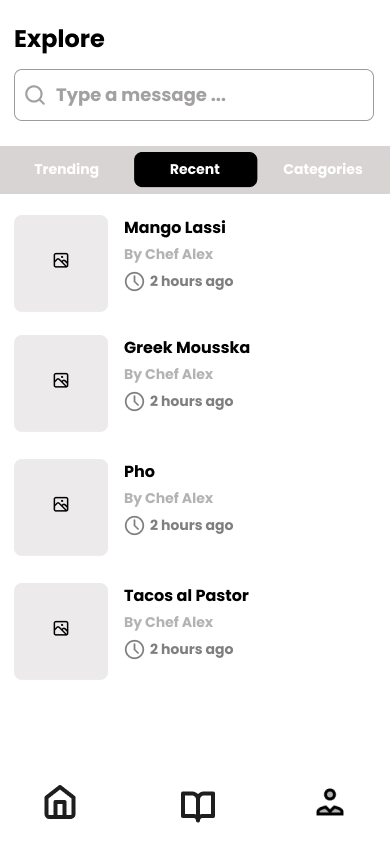 Explore
Type a message ...
Trending
Recent
Categories
Mango Lassi
By Chef Alex
2 hours ago
Greek Mousska
By Chef Alex
2 hours ago
Pho
By Chef Alex
2 hours ago
Tacos al Pastor
By Chef Alex
2 hours ago